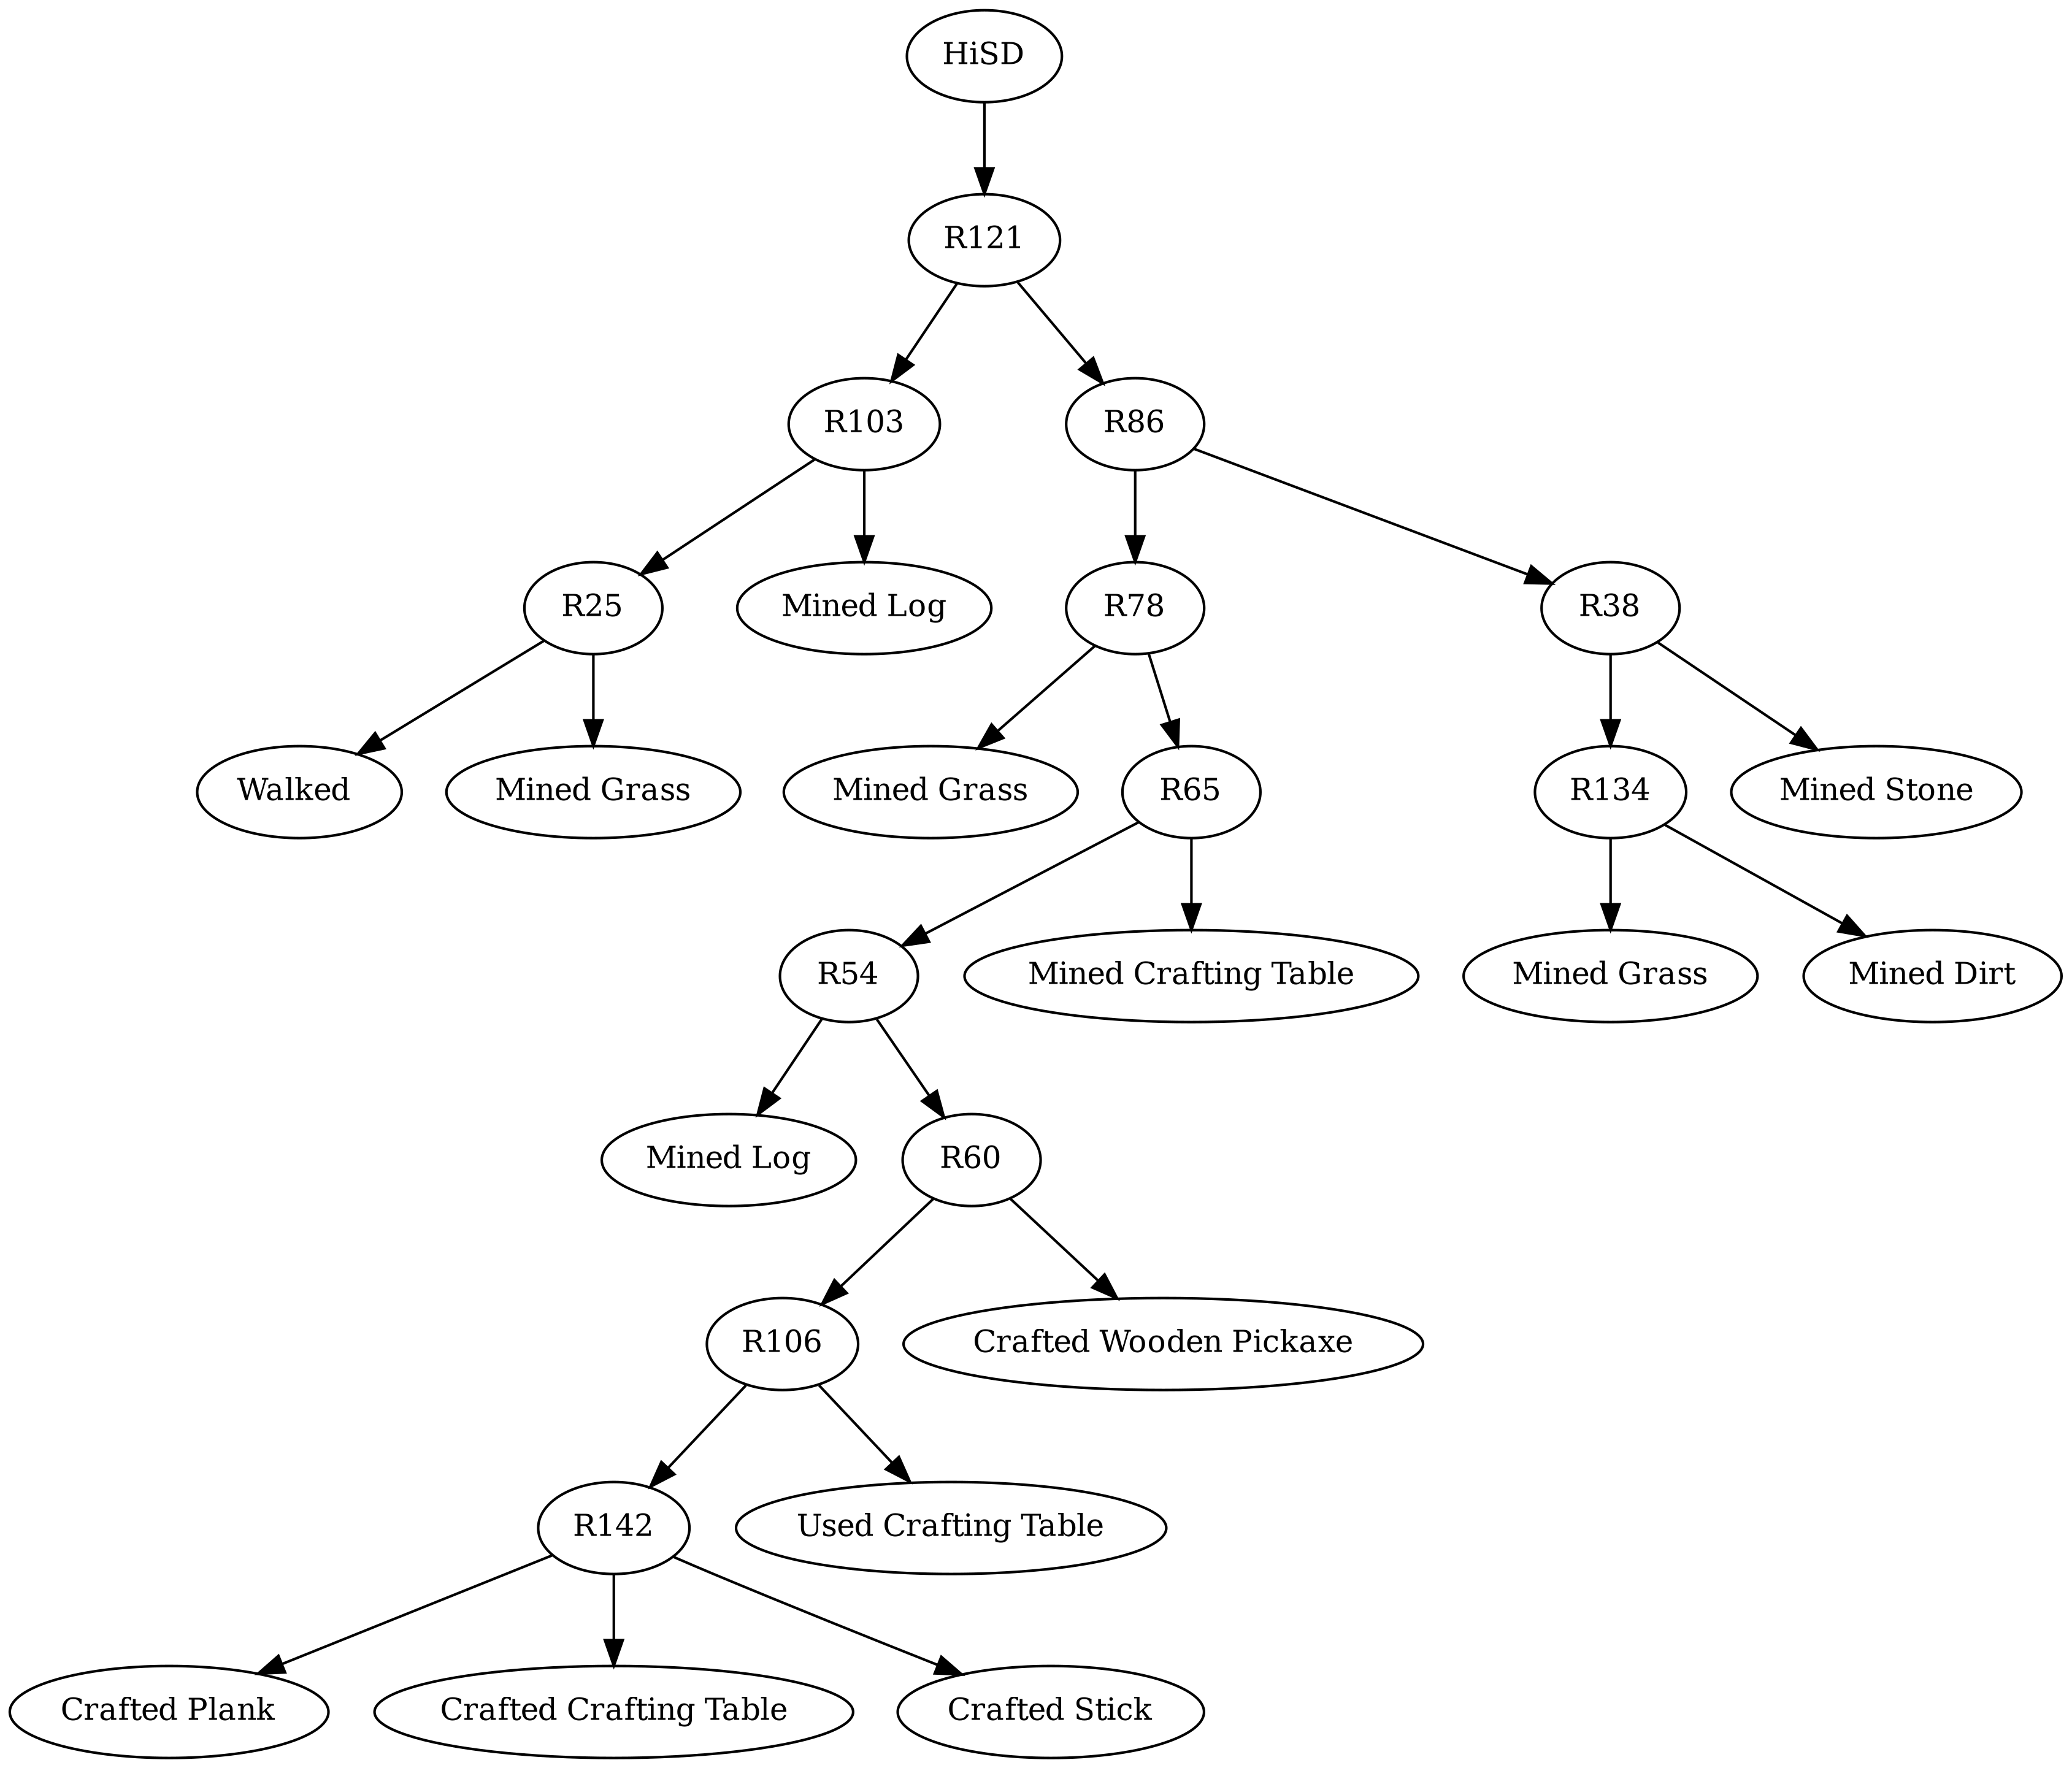 HiSD
R121
R103
R86
R25
Mined Log
R78
R38
Walked
Mined Grass
Mined Grass
R65
R134
Mined Stone
R54
Mined Crafting Table
Mined Grass
Mined Dirt
Mined Log
R60
R106
Crafted Wooden Pickaxe
R142
Used Crafting Table
Crafted Plank
Crafted Crafting Table
Crafted Stick